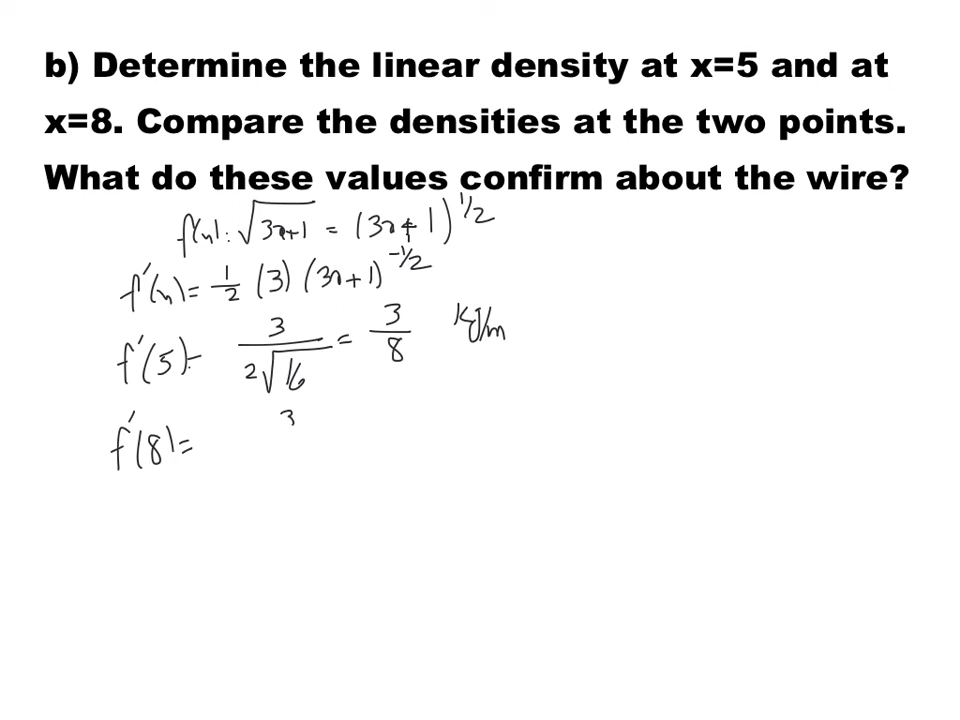 b) Determine the linear density at x=5 and at
x=8. Compare the densities at the two points.
What do these values confirm about the wire?
f(x): √3x+1 = (3x+1)^1/2
f'(x) = 1/2 (3) (3x+1)^-1/2
f'(5) = 3/2√16 = 3/8 kg/m
f'(8) = 3